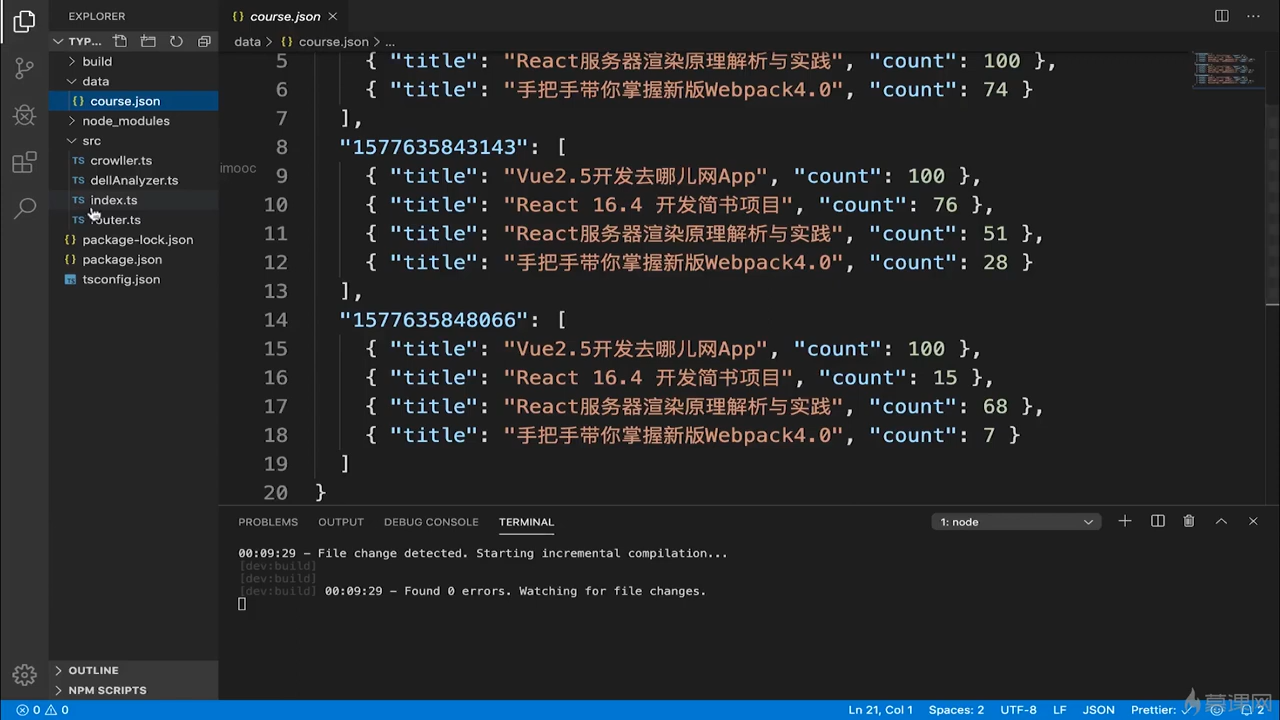 EXPLORER
TYP...
build
data
course.json
node_modules
src
crowller.ts
dellAnalyzer.ts
index.ts
router.ts
package-lock.json
package.json
tsconfig.json
OUTLINE
NPM SCRIPTS
course.json
data > course.json > ...
imooc
5 { "title": "React服务器渲染原理解析与实践", "count": 100 },
6 { "title": "手把手带你掌握新版Webpack4.0", "count": 74 }
7 ],
8 "1577635843143": [
9 { "title": "Vue2.5开发去哪儿网App", "count": 100 },
10 { "title": "React 16.4 开发简书项目", "count": 76 },
11 { "title": "React服务器渲染原理解析与实践", "count": 51 },
12 { "title": "手把手带你掌握新版Webpack4.0", "count": 28 }
13 ],
14 "1577635848066": [
15 { "title": "Vue2.5开发去哪儿网App", "count": 100 },
16 { "title": "React 16.4 开发简书项目", "count": 15 },
17 { "title": "React服务器渲染原理解析与实践", "count": 68 },
18 { "title": "手把手带你掌握新版Webpack4.0", "count": 7 }
19 ]
20 }
PROBLEMS OUTPUT DEBUG CONSOLE TERMINAL 1: node
00:09:29 – File change detected. Starting incremental compilation...
[dev:build]
[dev:build]
[dev:build] 00:09:29 – Found 0 errors. Watching for file changes.
0 0 Ln 21, Col 1 Spaces: 2 UTF-8 LF JSON Prettier: ✓ 2
慕课网